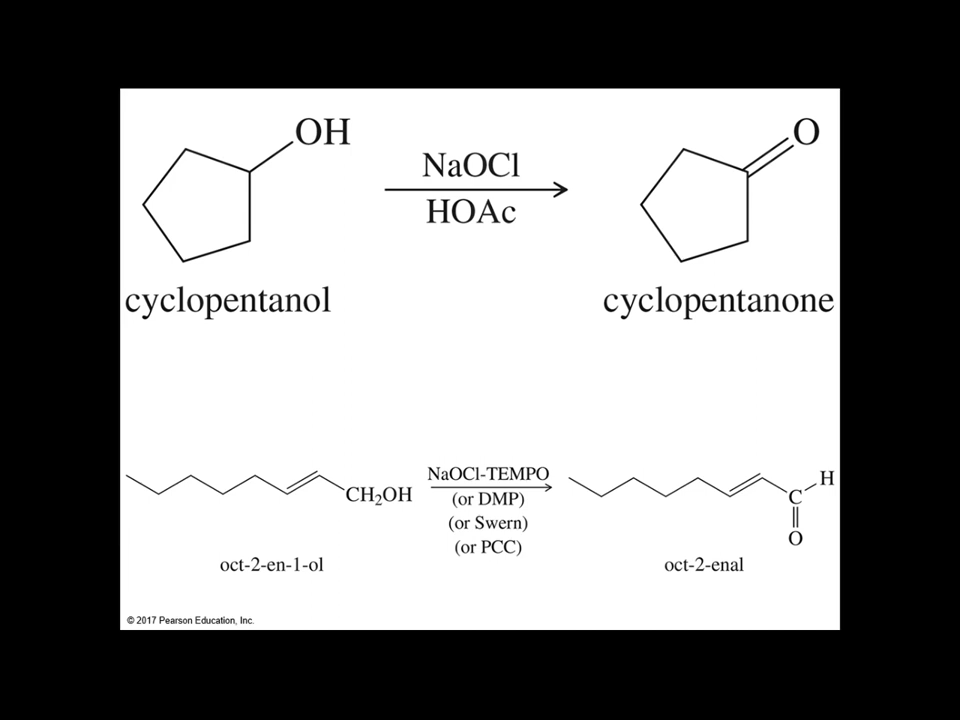 OH
O
NaOCl
HOAc
cyclopentanol
cyclopentanone
CH₂OH
NaOCl-TEMPO
(or DMP)
(or Swern)
(or PCC)
H
C
O
oct-2-en-1-ol
oct-2-enal
© 2017 Pearson Education, Inc.